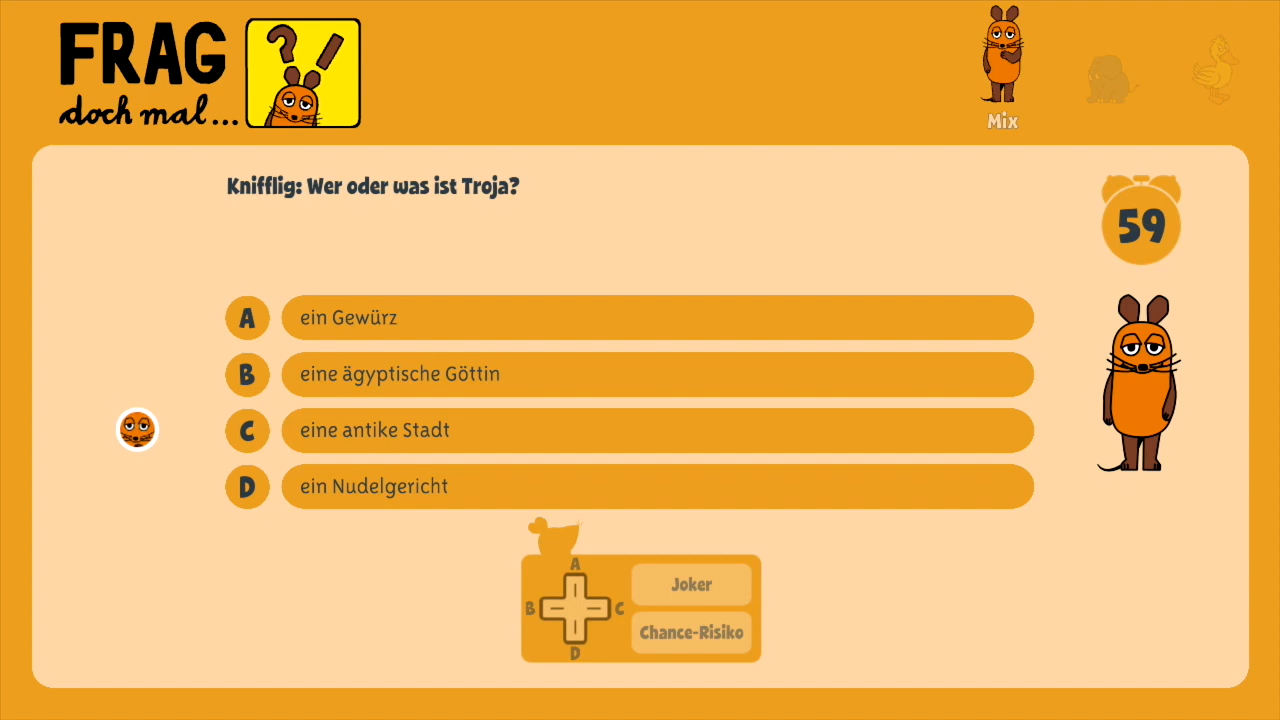 FRAG
doch mal...
?!
Mix
Knifflig: Wer oder was ist Troja?
59
A ein Gewürz
B eine ägyptische Göttin
C eine antike Stadt
D ein Nudelgericht
A
B C
D
Joker
Chance-Risiko